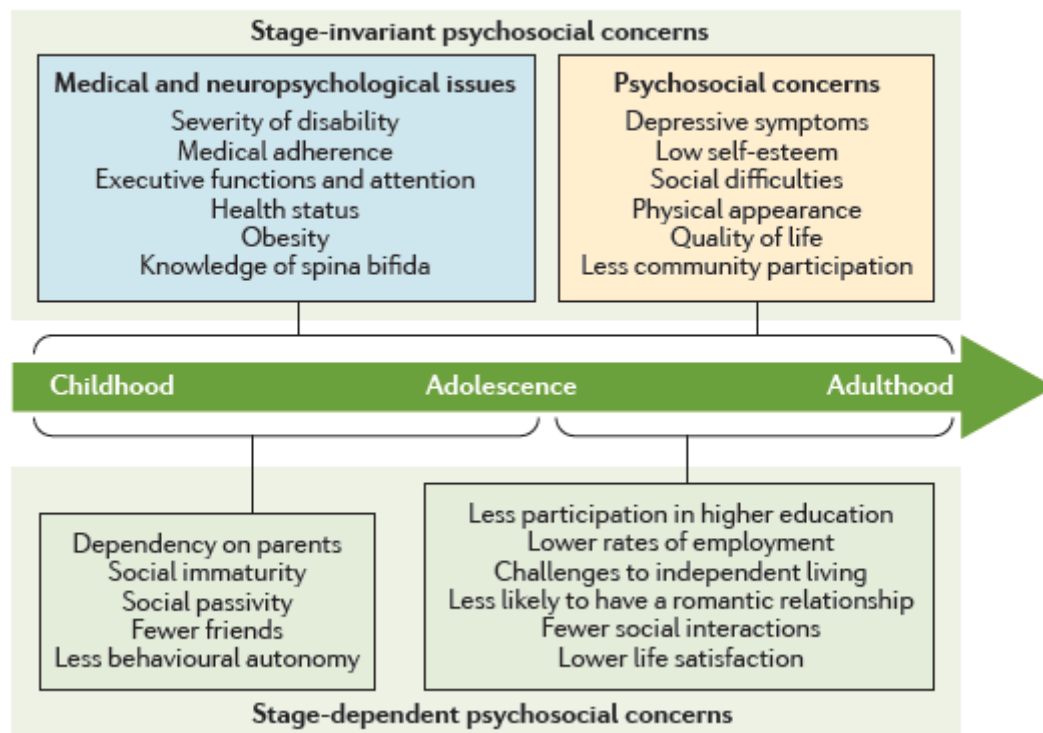 Stage-invariant psychosocial concerns
Medical and neuropsychological issues
Severity of disability
Medical adherence
Executive functions and attention
Health status
Obesity
Knowledge of spina bifida
Psychosocial concerns
Depressive symptoms
Low self-esteem
Social difficulties
Physical appearance
Quality of life
Less community participation
Childhood
Adolescence
Adulthood
Dependency on parents
Social immaturity
Social passivity
Fewer friends
Less behavioural autonomy
Less participation in higher education
Lower rates of employment
Challenges to independent living
Less likely to have a romantic relationship
Fewer social interactions
Lower life satisfaction
Stage-dependent psychosocial concerns